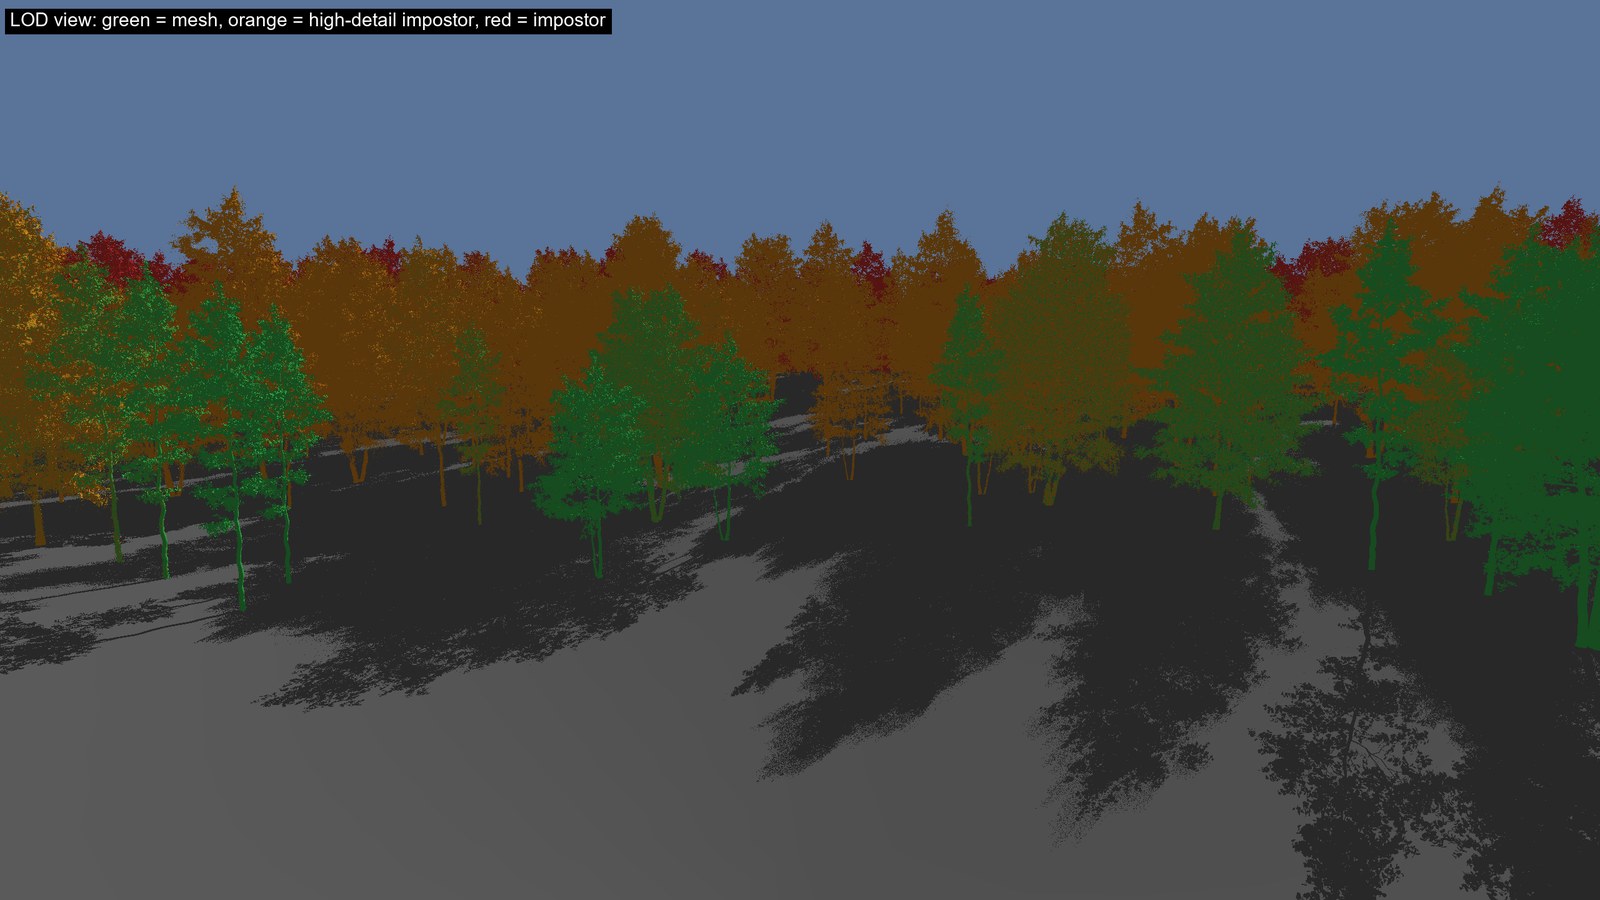 LOD view: green = mesh, orange = high-detail impostor, red = impostor